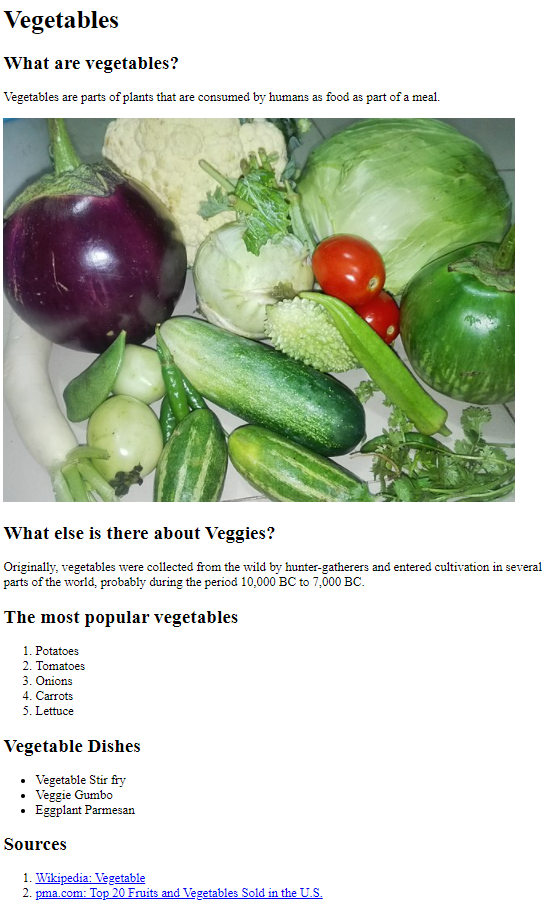 Vegetables
What are vegetables?
Vegetables are parts of plants that are consumed by humans as food as part of a meal.
What else is there about Veggies?
Originally, vegetables were collected from the wild by hunter-gatherers and entered cultivation in several
parts of the world, probably during the period 10,000 BC to 7,000 BC.
The most popular vegetables
1. Potatoes
2. Tomatoes
3. Onions
4. Carrots
5. Lettuce
Vegetable Dishes
• Vegetable Stir fry
• Veggie Gumbo
• Eggplant Parmesan
Sources
1. Wikipedia: Vegetable
2. pma.com: Top 20 Fruits and Vegetables Sold in the U.S.